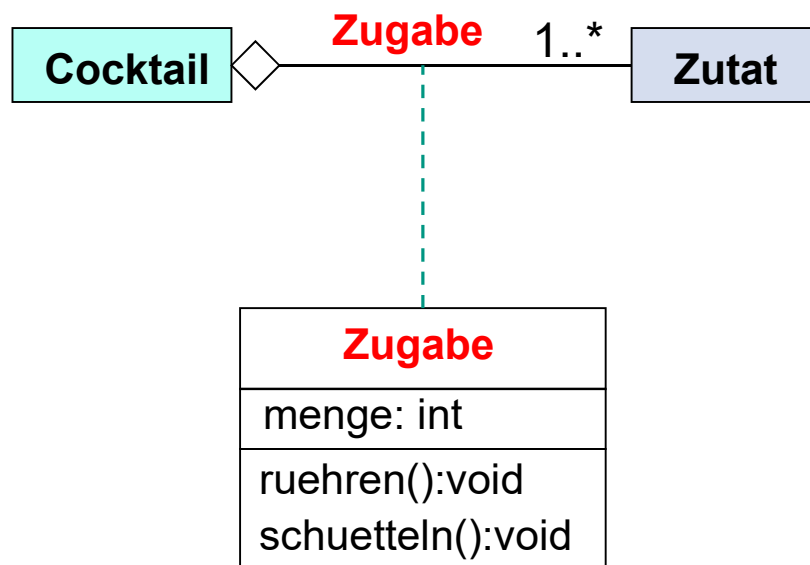 Zugabe 1..*
Cocktail Zutat
Zugabe
menge: int
ruehren():void
schuetteln():void